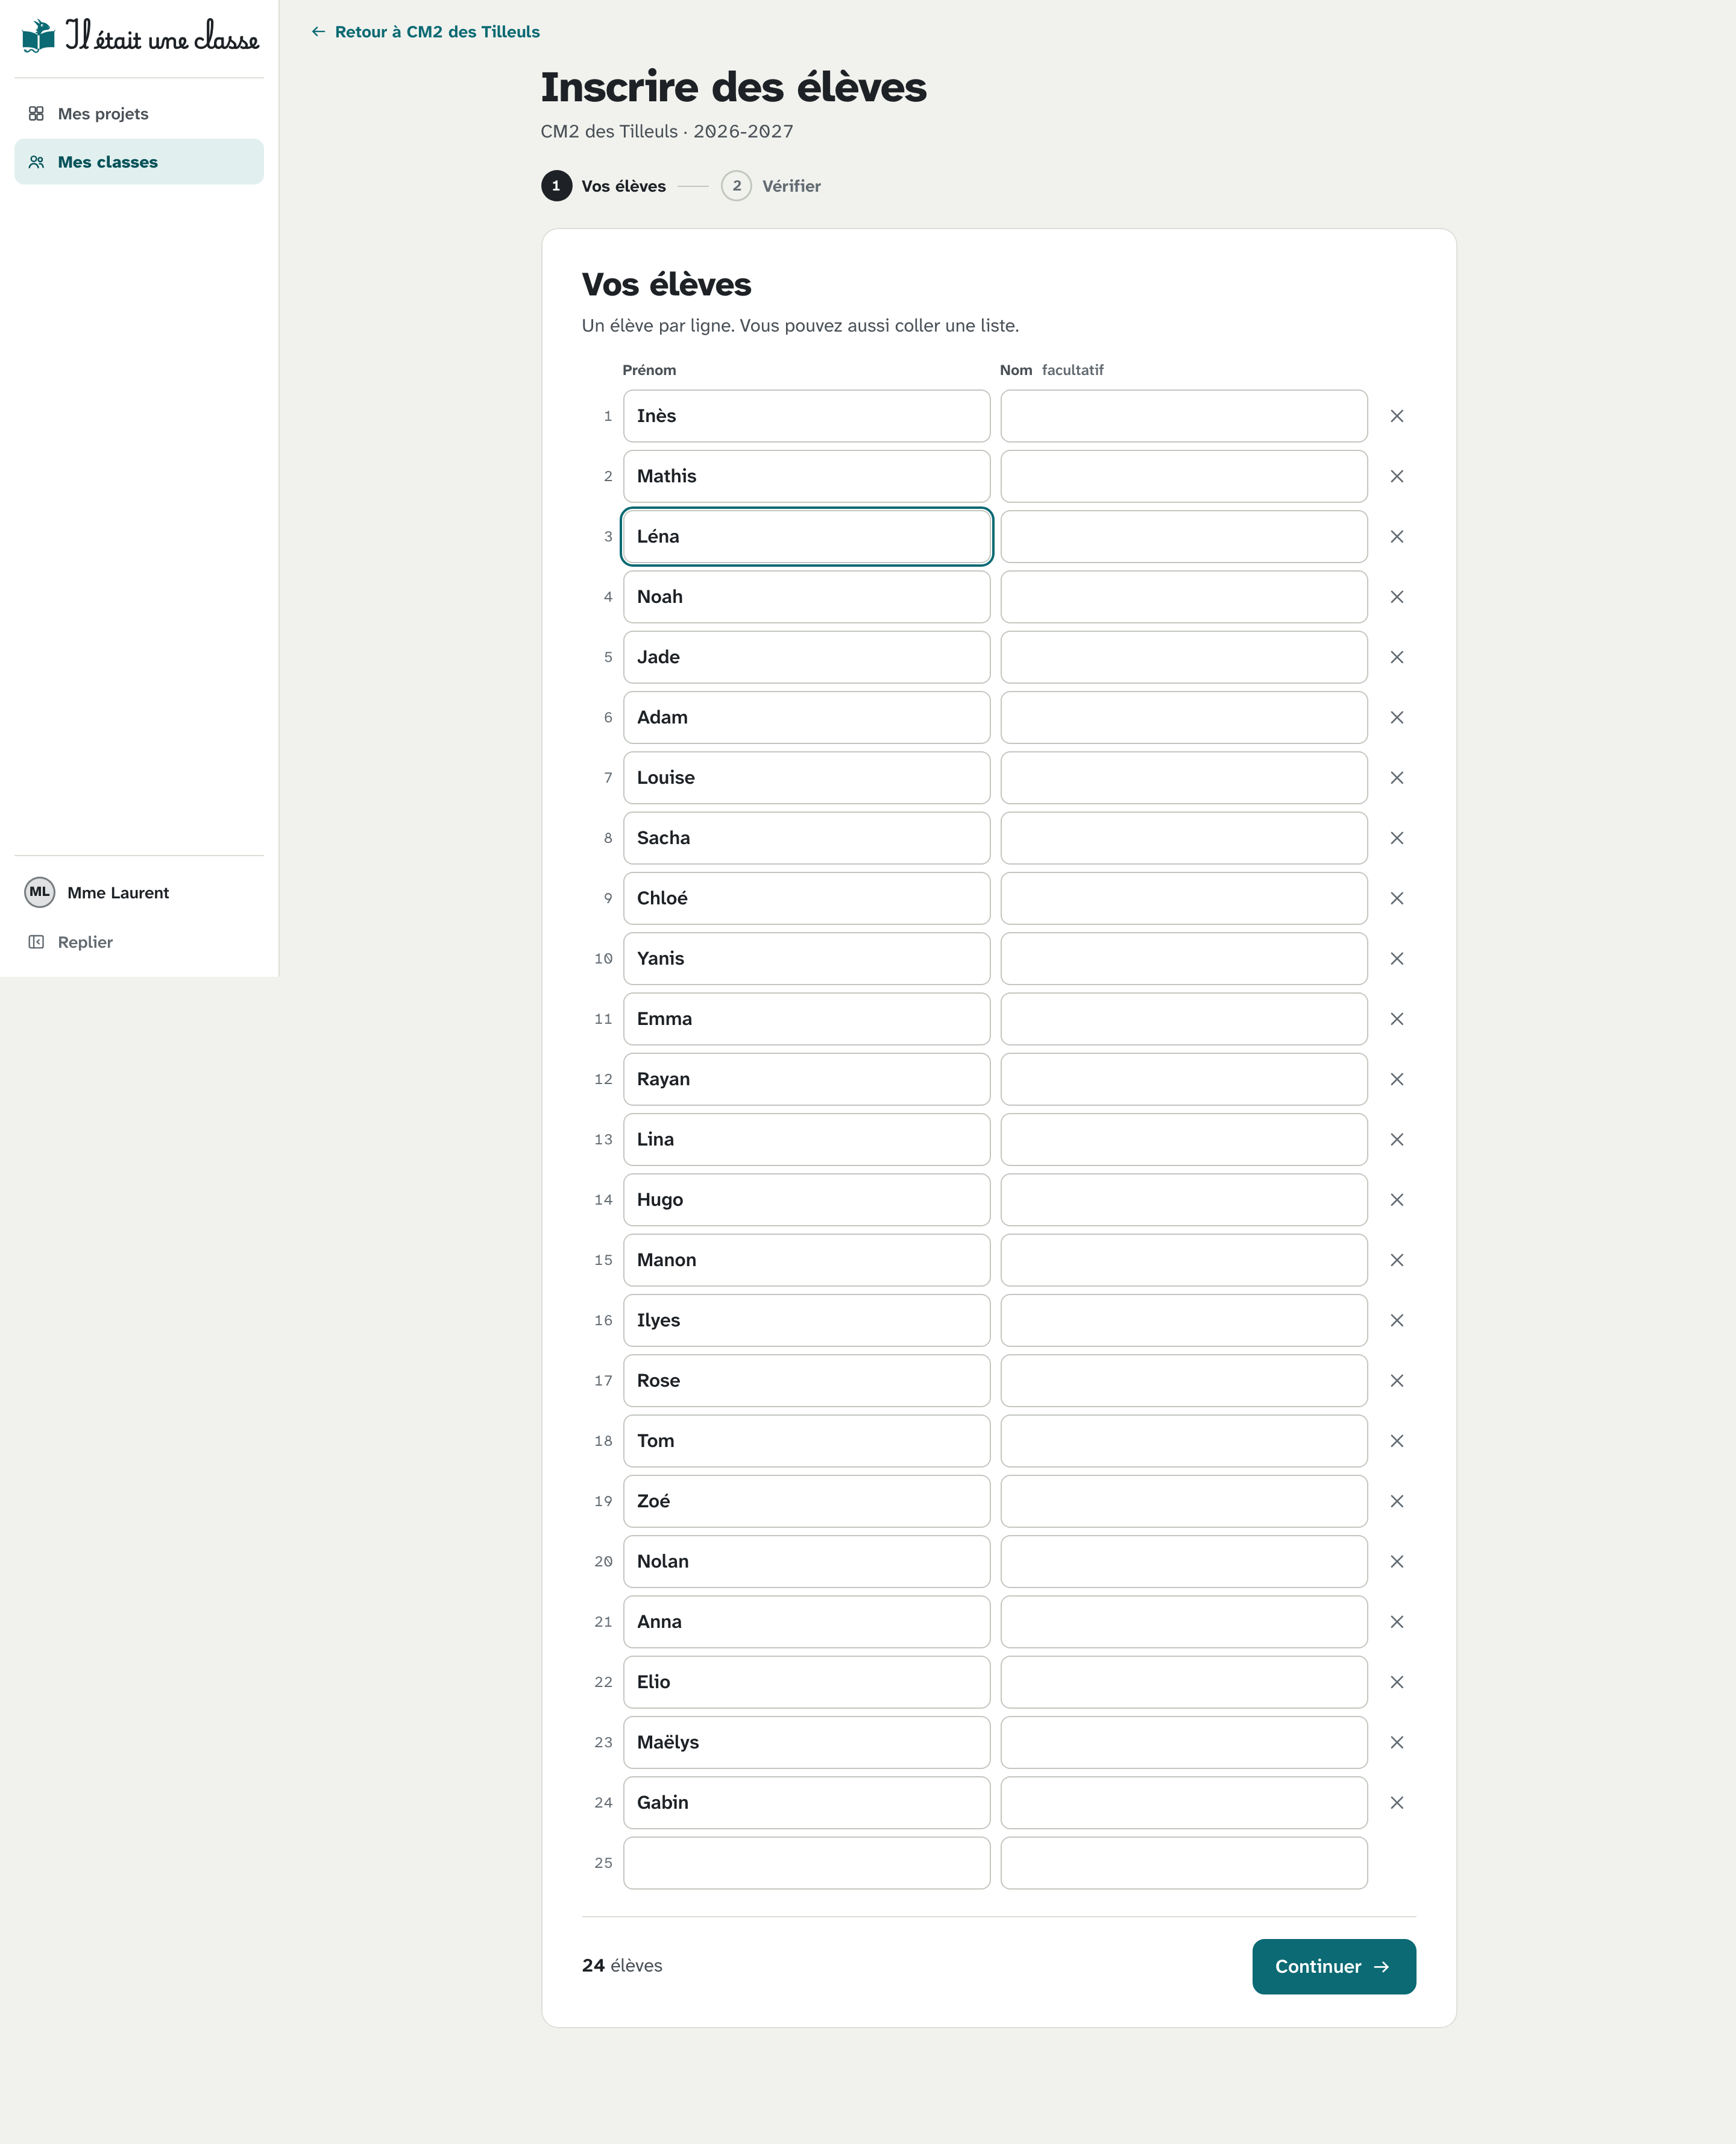 Il était une classe
Mes projets
Mes classes
ML Mme Laurent
Replier
← Retour à CM2 des Tilleuls
Inscrire des élèves
CM2 des Tilleuls · 2026-2027
1 Vos élèves 2 Vérifier
Vos élèves
Un élève par ligne. Vous pouvez aussi coller une liste.
Prénom Nom facultatif
1 Inès
2 Mathis
3 Léna
4 Noah
5 Jade
6 Adam
7 Louise
8 Sacha
9 Chloé
10 Yanis
11 Emma
12 Rayan
13 Lina
14 Hugo
15 Manon
16 Ilyes
17 Rose
18 Tom
19 Zoé
20 Nolan
21 Anna
22 Elio
23 Maëlys
24 Gabin
25
24 élèves
Continuer →